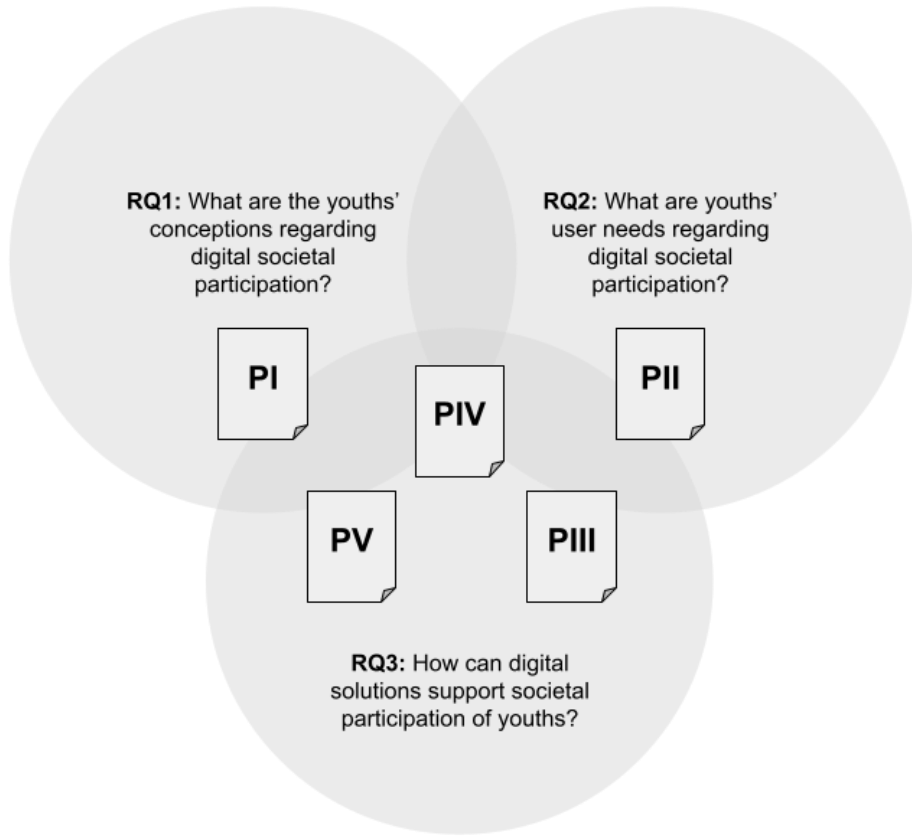 RQ1: What are the youths’
conceptions regarding
digital societal
participation?
RQ2: What are youths’
user needs regarding
digital societal
participation?
PI
PIV
PII
PV
PIII
RQ3: How can digital
solutions support societal
participation of youths?